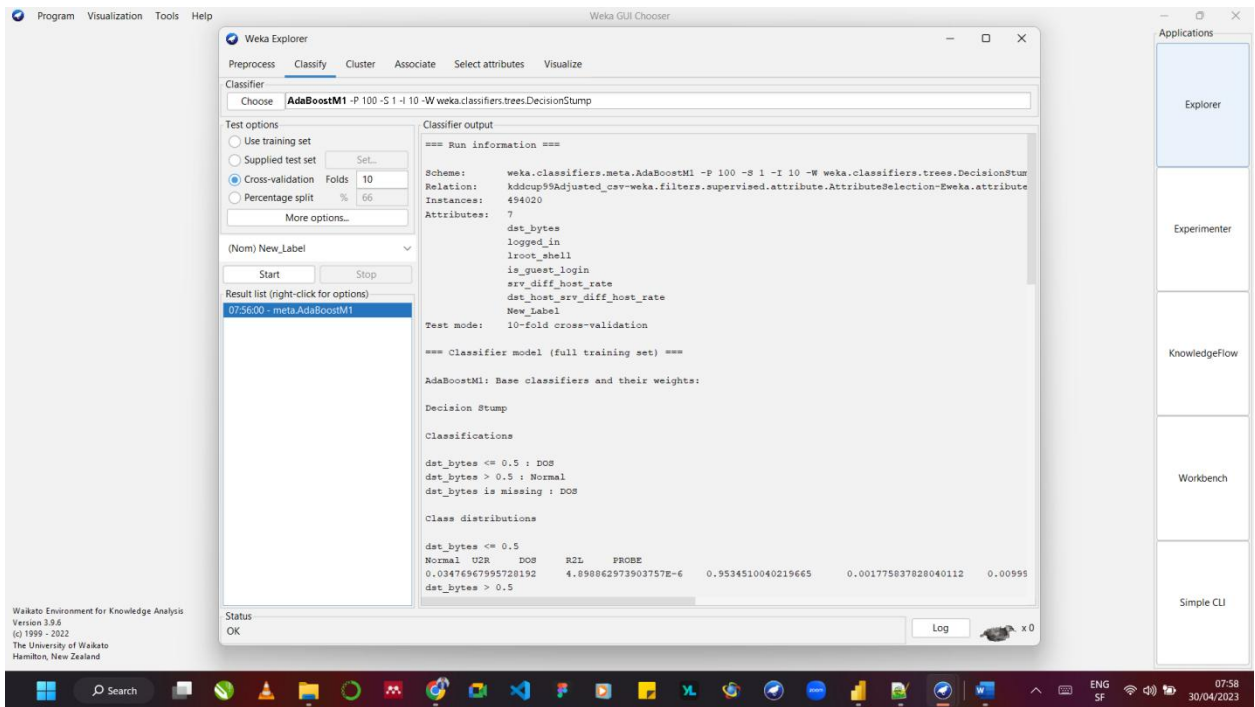 Program Visualization Tools Help
Weka GUI Chooser
Applications
Weka Explorer
Preprocess Classify Cluster Associate Select attributes Visualize
Classifier
Choose AdaBoostM1 -P 100 -S 1 -I 10 -W weka.classifiers.trees.DecisionStump
Test options
Use training set
Supplied test set Set...
Cross-validation Folds 10
Percentage split % 66
More options...
(Nom) New_Label
Start Stop
Result list (right-click for options)
07:56:00 - meta.AdaBoostM1
Classifier output
=== Run information ===
Scheme: weka.classifiers.meta.AdaBoostM1 -P 100 -S 1 -I 10 -W weka.classifiers.trees.DecisionStum
Relation: kddcup99Adjusted_csv-weka.filters.supervised.attribute.AttributeSelection-Eweka.attribute
Instances: 494020
Attributes: 7
dst_bytes
logged_in
lroot_shell
is_guest_login
srv_diff_host_rate
dst_host_srv_diff_host_rate
New_Label
Test mode: 10-fold cross-validation
=== Classifier model (full training set) ===
AdaBoostM1: Base classifiers and their weights:
Decision Stump
Classifications
dst_bytes <= 0.5 : DOS
dst_bytes > 0.5 : Normal
dst_bytes is missing : DOS
Class distributions
dst_bytes <= 0.5
Normal U2R DOS R2L PROBE
0.03476967995728192 4.898862973903757E-6 0.9534510040219665 0.001775837828040112 0.00999
dst_bytes > 0.5
Status
OK
Log
x 0
Explorer
Experimenter
KnowledgeFlow
Workbench
Simple CLI
Waikato Environment for Knowledge Analysis
Version 3.9.6
(c) 1999 - 2022
The University of Waikato
Hamilton, New Zealand
Search
ENG
SF
07:58
30/04/2023